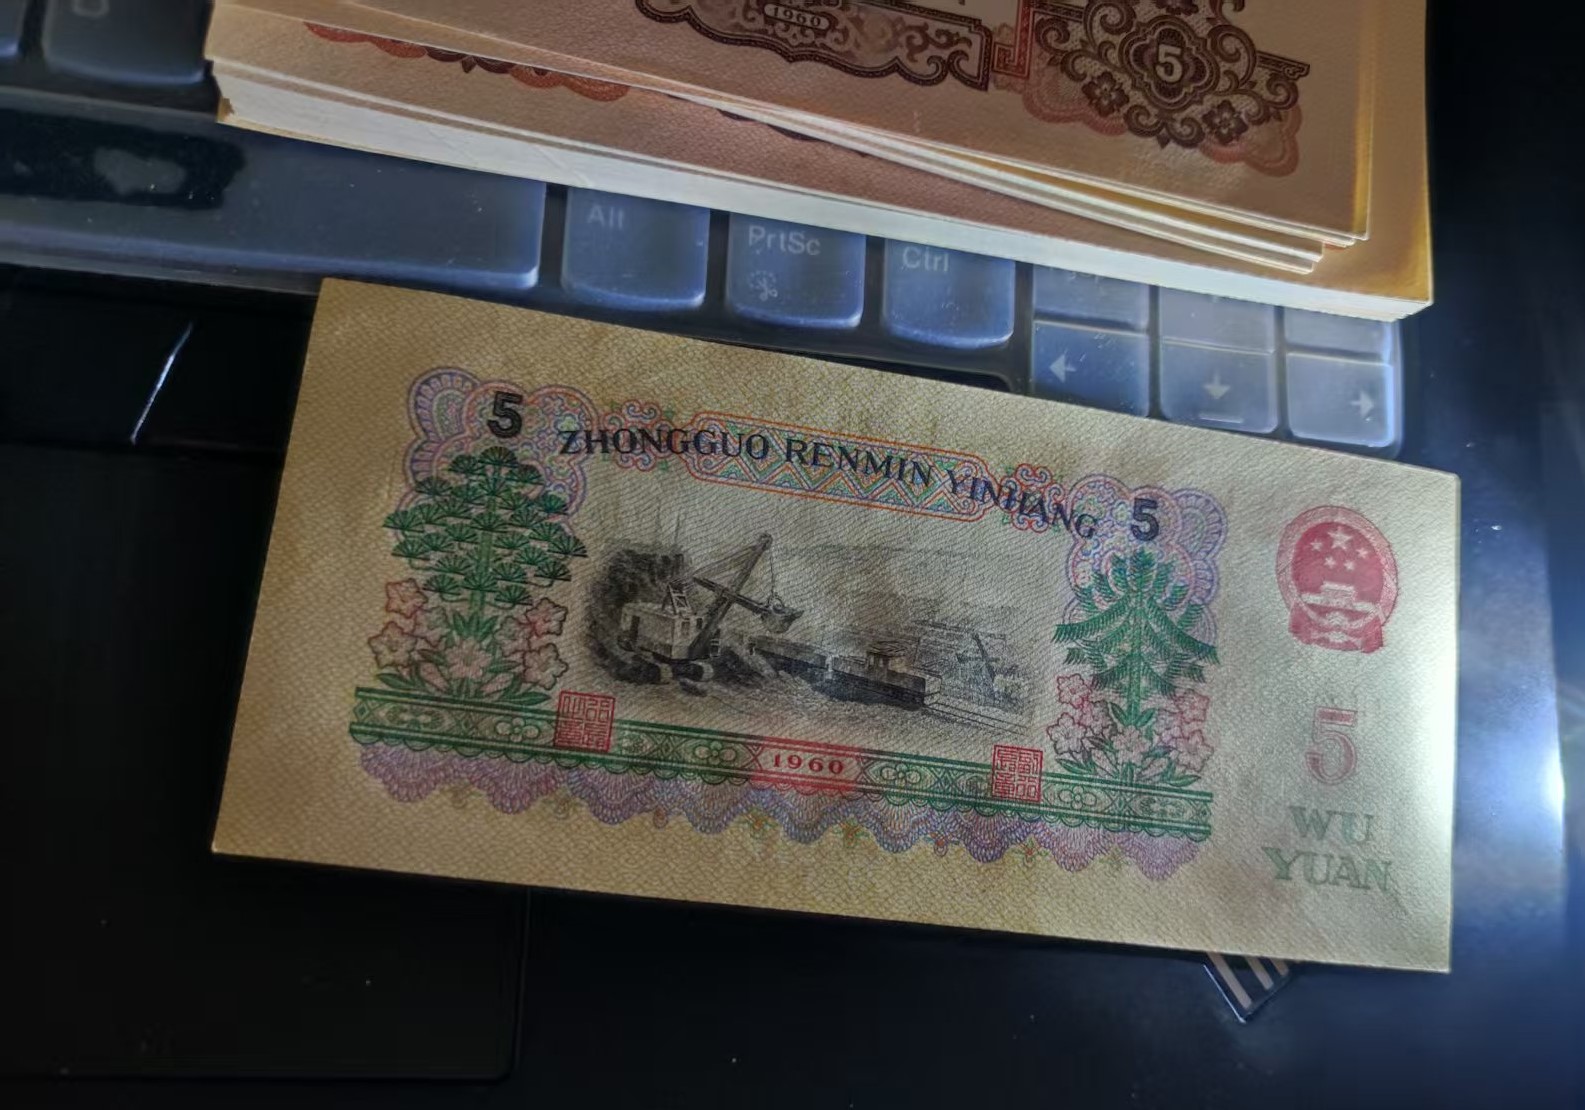 1960
5
Alt
PrtSc
Ctrl
5
ZHONGGUO RENMIN YINHANG
5
1960
5
WU
YUAN